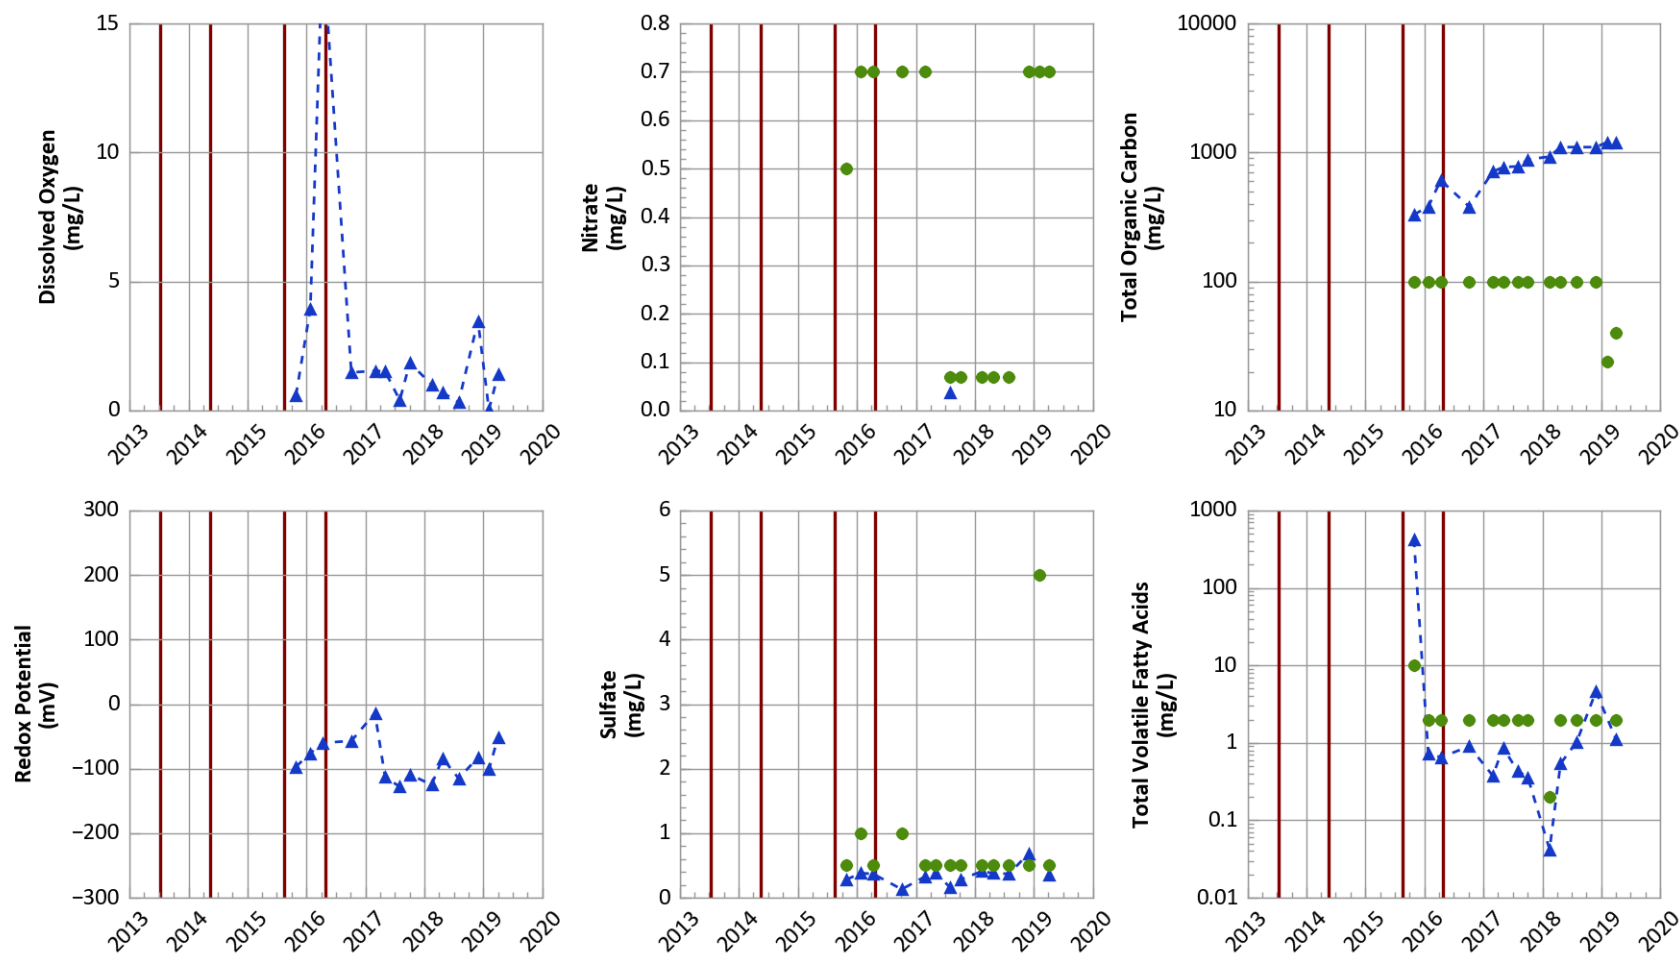 Dissolved Oxygen
(mg/L)
15
10
5
0
2013 2014 2015 2016 2017 2018 2019 2020
Nitrate
(mg/L)
0.8
0.7
0.6
0.5
0.4
0.3
0.2
0.1
0.0
2013 2014 2015 2016 2017 2018 2019 2020
Total Organic Carbon
(mg/L)
10000
1000
100
10
2013 2014 2015 2016 2017 2018 2019 2020
Redox Potential
(mV)
300
200
100
0
−100
−200
−300
2013 2014 2015 2016 2017 2018 2019 2020
Sulfate
(mg/L)
6
5
4
3
2
1
0
2013 2014 2015 2016 2017 2018 2019 2020
Total Volatile Fatty Acids
(mg/L)
1000
100
10
1
0.1
0.01
2013 2014 2015 2016 2017 2018 2019 2020